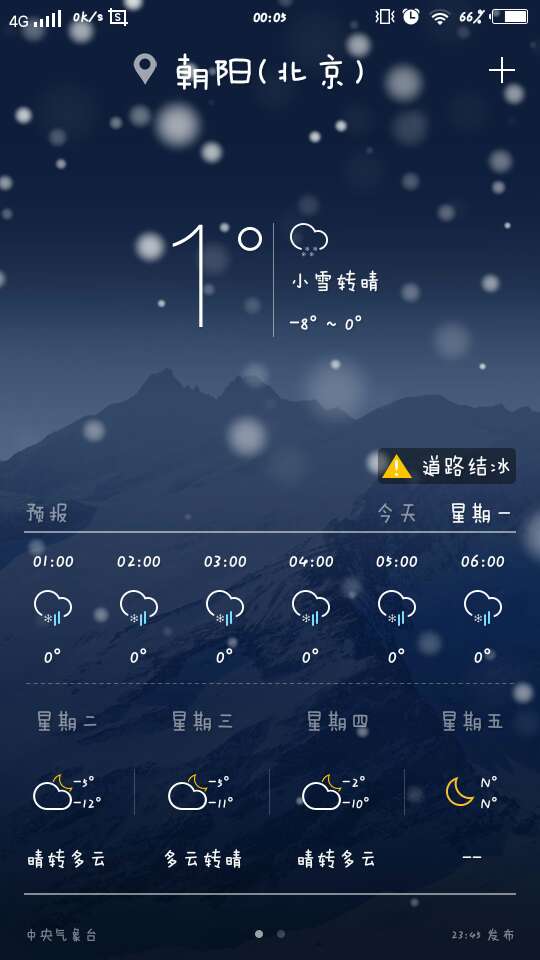 4G 0k/s 00:05 66%
朝阳(北京)
1°
小雪转晴
-8° ~ 0°
道路结冰
预报 今天 星期一
01:00 02:00 03:00 04:00 05:00 06:00
0° 0° 0° 0° 0° 0°
星期二 星期三 星期四 星期五
-5° -5° -2° N°
-12° -11° -10° N°
晴转多云 多云转晴 晴转多云 --
中央气象台 23:45 发布